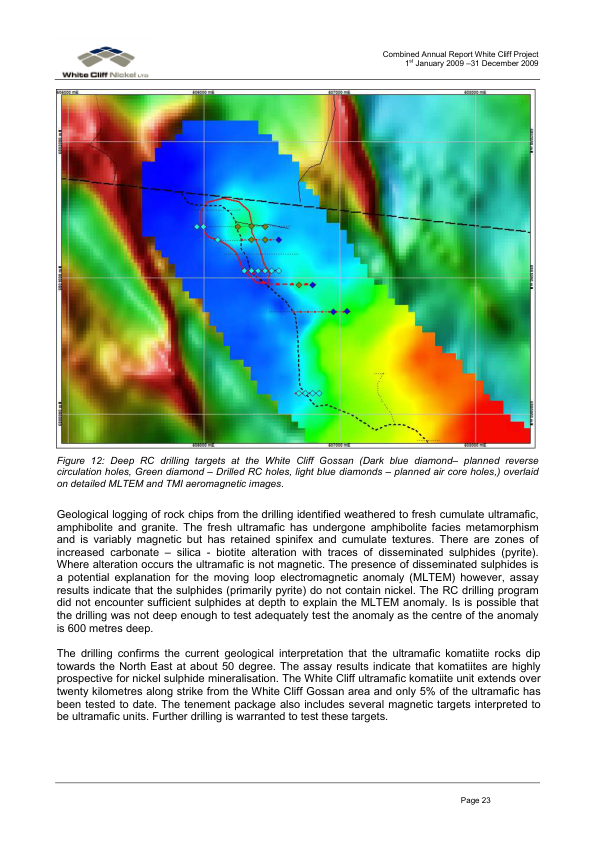 White Cliff Nickel LTD
Combined Annual Report White Cliff Project
1st January 2009 –31 December 2009
606000 mE
607000 mE
606000 mE
607000 mE
Figure 12: Deep RC drilling targets at the White Cliff Gossan (Dark blue diamond– planned reverse
circulation holes, Green diamond – Drilled RC holes, light blue diamonds – planned air core holes,) overlaid
on detailed MLTEM and TMI aeromagnetic images.
Geological logging of rock chips from the drilling identified weathered to fresh cumulate ultramafic,
amphibolite and granite. The fresh ultramafic has undergone amphibolite facies metamorphism
and is variably magnetic but has retained spinifex and cumulate textures. There are zones of
increased carbonate – silica - biotite alteration with traces of disseminated sulphides (pyrite).
Where alteration occurs the ultramafic is not magnetic. The presence of disseminated sulphides is
a potential explanation for the moving loop electromagnetic anomaly (MLTEM) however, assay
results indicate that the sulphides (primarily pyrite) do not contain nickel. The RC drilling program
did not encounter sufficient sulphides at depth to explain the MLTEM anomaly. Is is possible that
the drilling was not deep enough to test adequately test the anomaly as the centre of the anomaly
is 600 metres deep.
The drilling confirms the current geological interpretation that the ultramafic komatiite rocks dip
towards the North East at about 50 degree. The assay results indicate that komatiites are highly
prospective for nickel sulphide mineralisation. The White Cliff ultramafic komatiite unit extends over
twenty kilometres along strike from the White Cliff Gossan area and only 5% of the ultramafic has
been tested to date. The tenement package also includes several magnetic targets interpreted to
be ultramafic units. Further drilling is warranted to test these targets.
Page 23